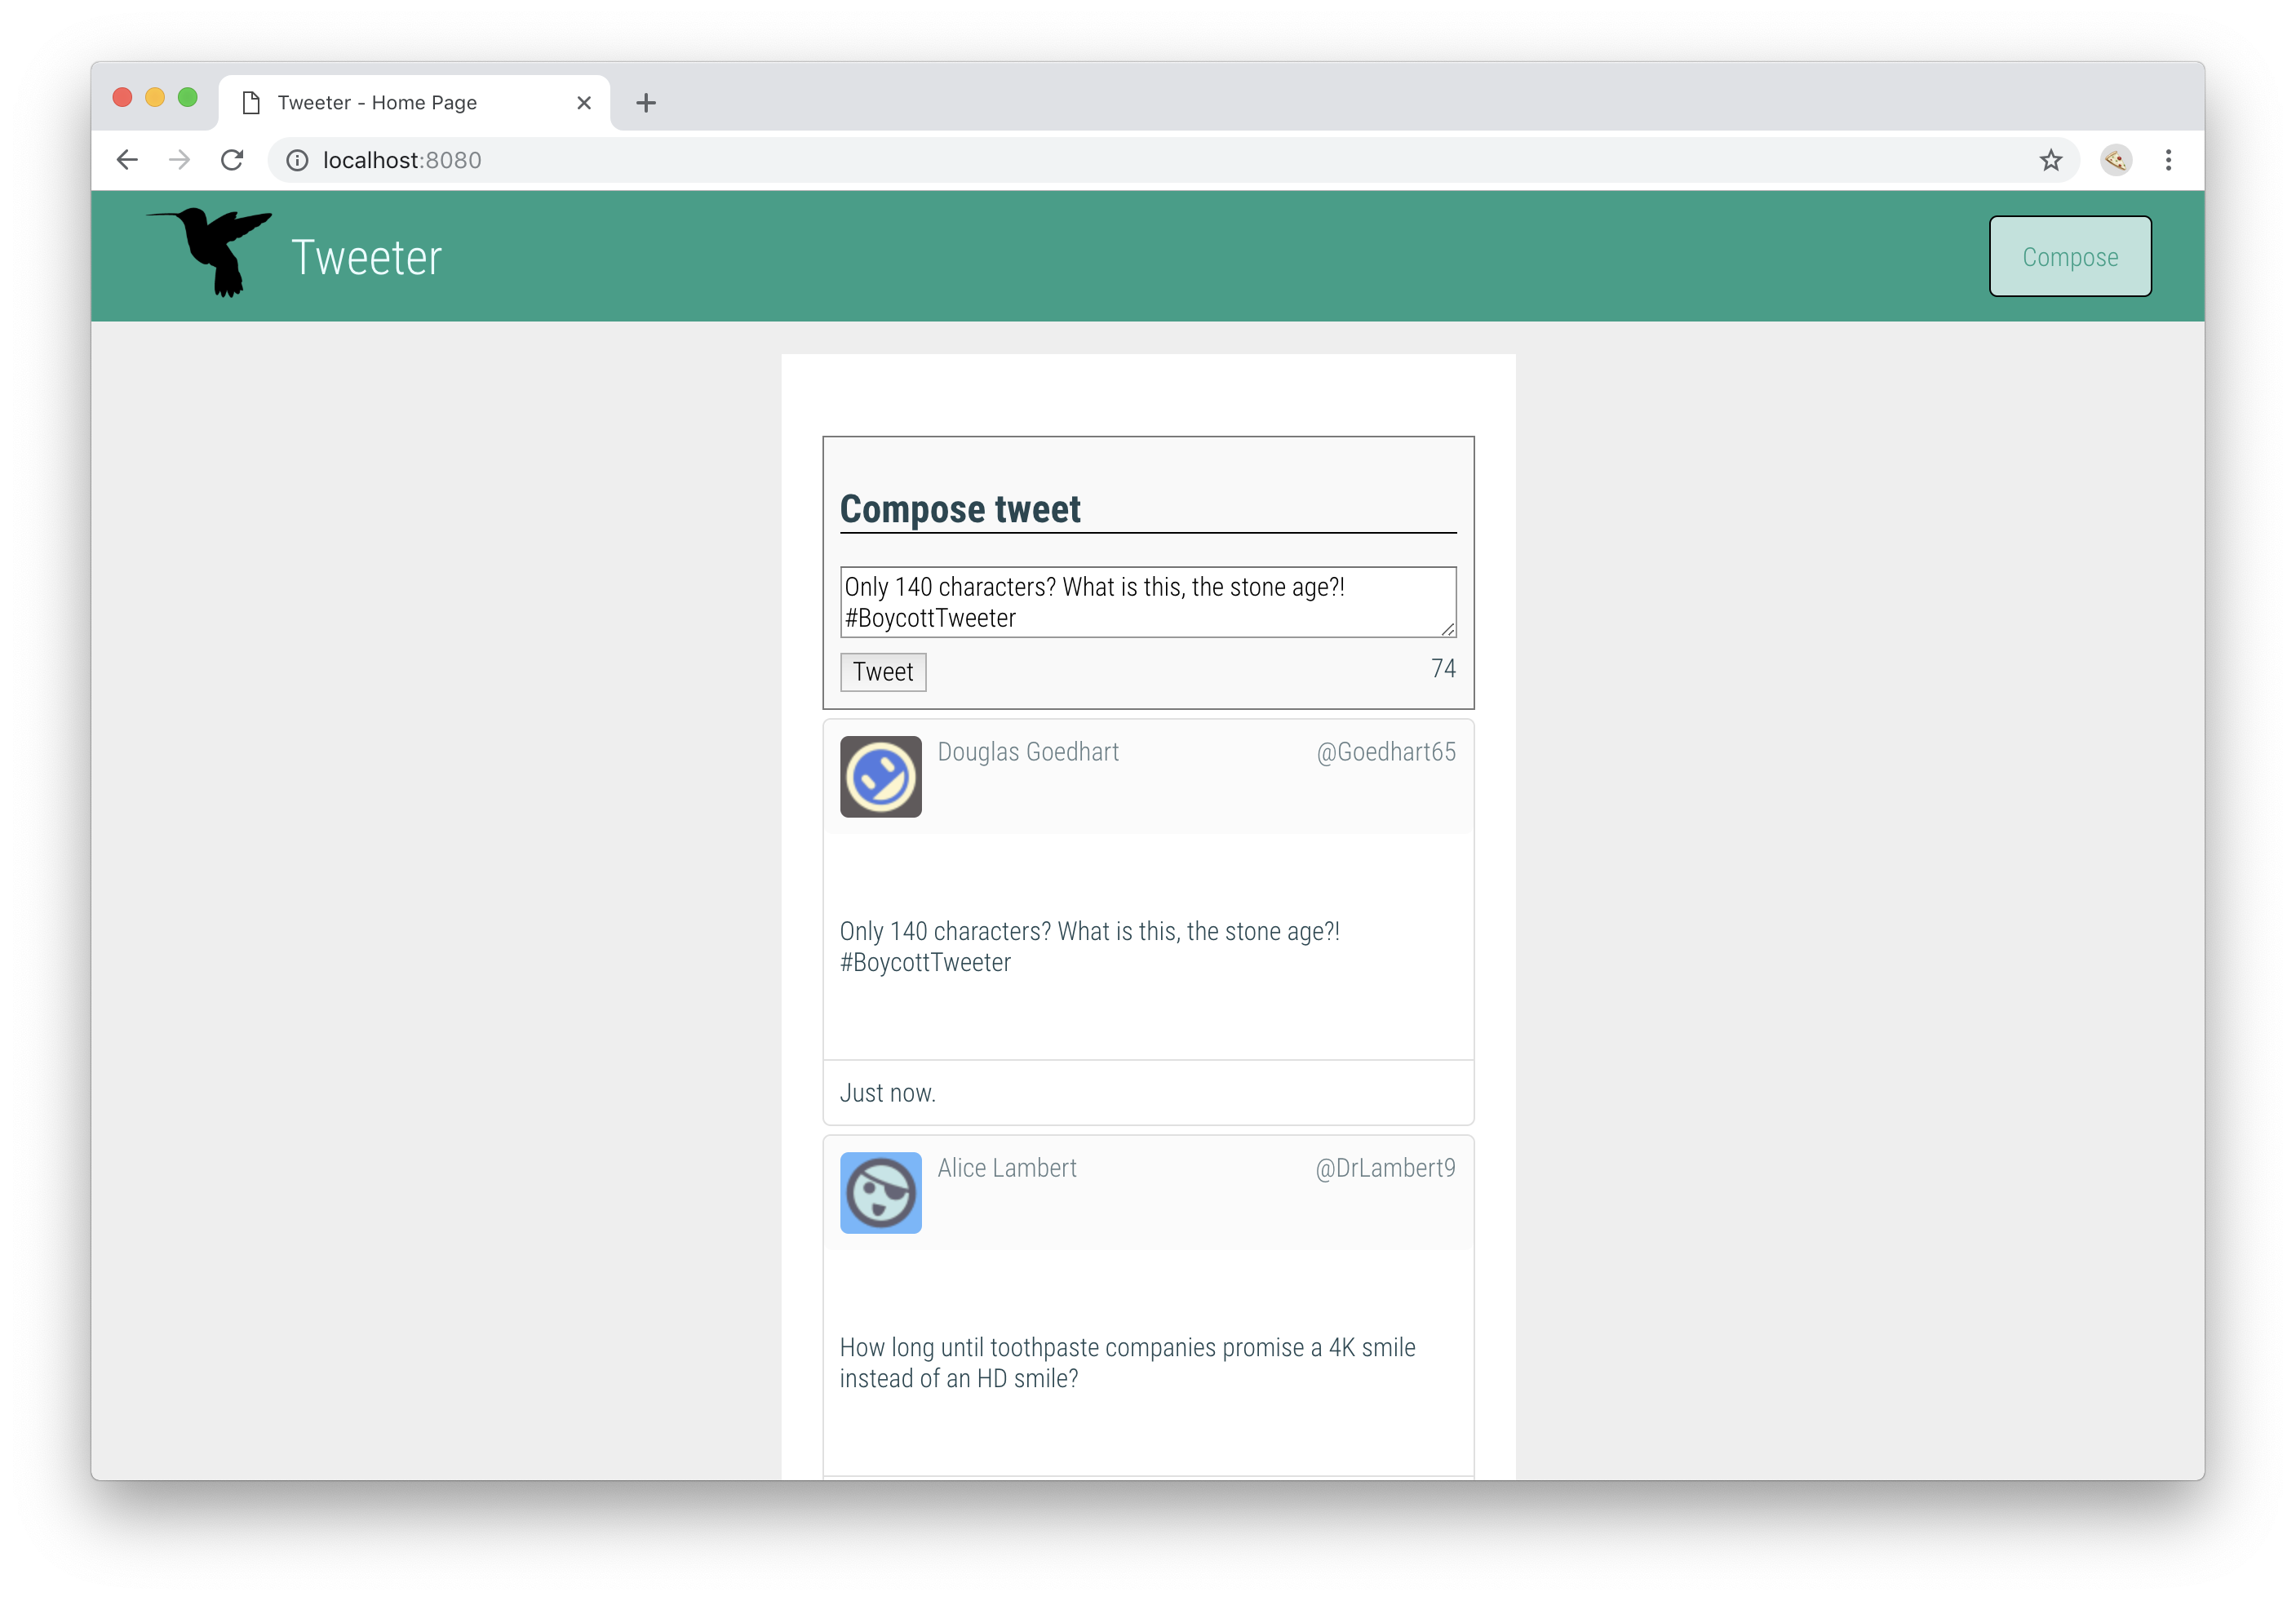 Tweeter - Home Page
localhost:8080
Tweeter
Compose
Compose tweet
Only 140 characters? What is this, the stone age?!
#BoycottTweeter
Tweet 74
Douglas Goedhart @Goedhart65
Only 140 characters? What is this, the stone age?!
#BoycottTweeter
Just now.
Alice Lambert @DrLambert9
How long until toothpaste companies promise a 4K smile
instead of an HD smile?